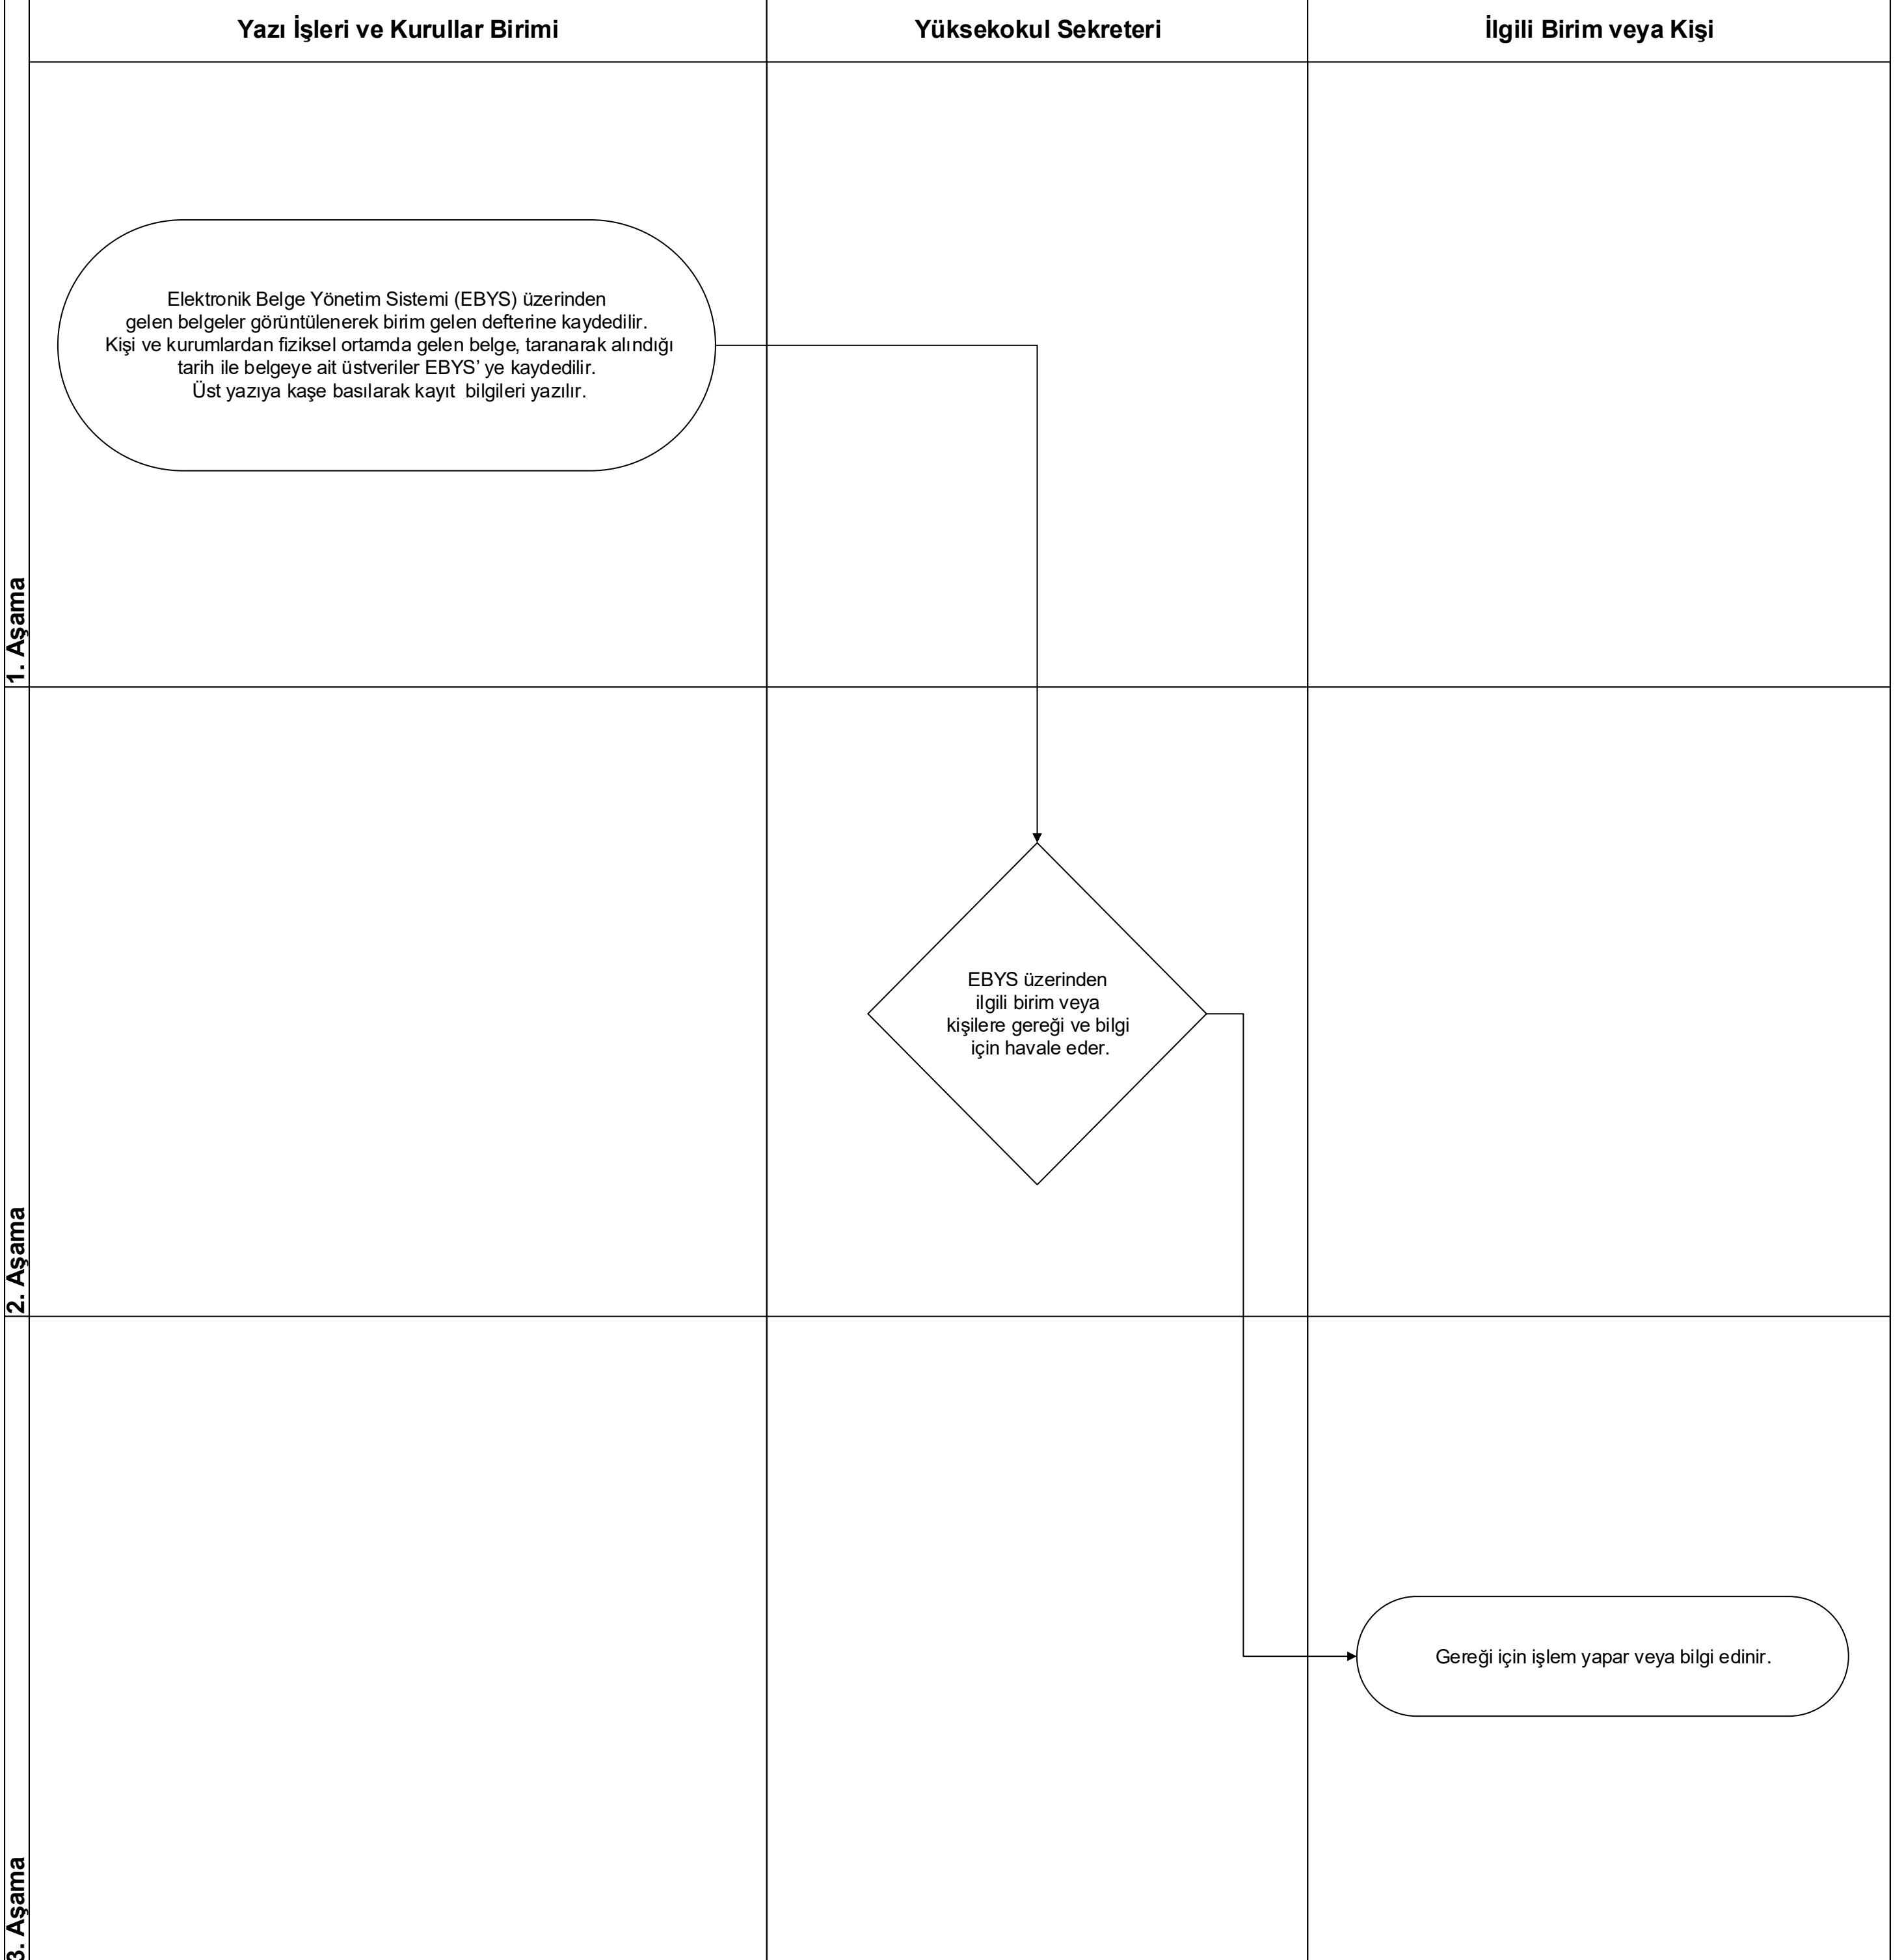 Yazı İşleri ve Kurullar Birimi
Yüksekokul Sekreteri
İlgili Birim veya Kişi
1. Aşama
Elektronik Belge Yönetim Sistemi (EBYS) üzerinden
gelen belgeler görüntülenerek birim gelen defterine kaydedilir.
Kişi ve kurumlardan fiziksel ortamda gelen belge, taranarak alındığı
tarih ile belgeye ait üstveriler EBYS’ ye kaydedilir.
Üst yazıya kaşe basılarak kayıt  bilgileri yazılır.
2. Aşama
EBYS üzerinden
ilgili birim veya
kişilere gereği ve bilgi
için havale eder.
3. Aşama
Gereği için işlem yapar veya bilgi edinir.